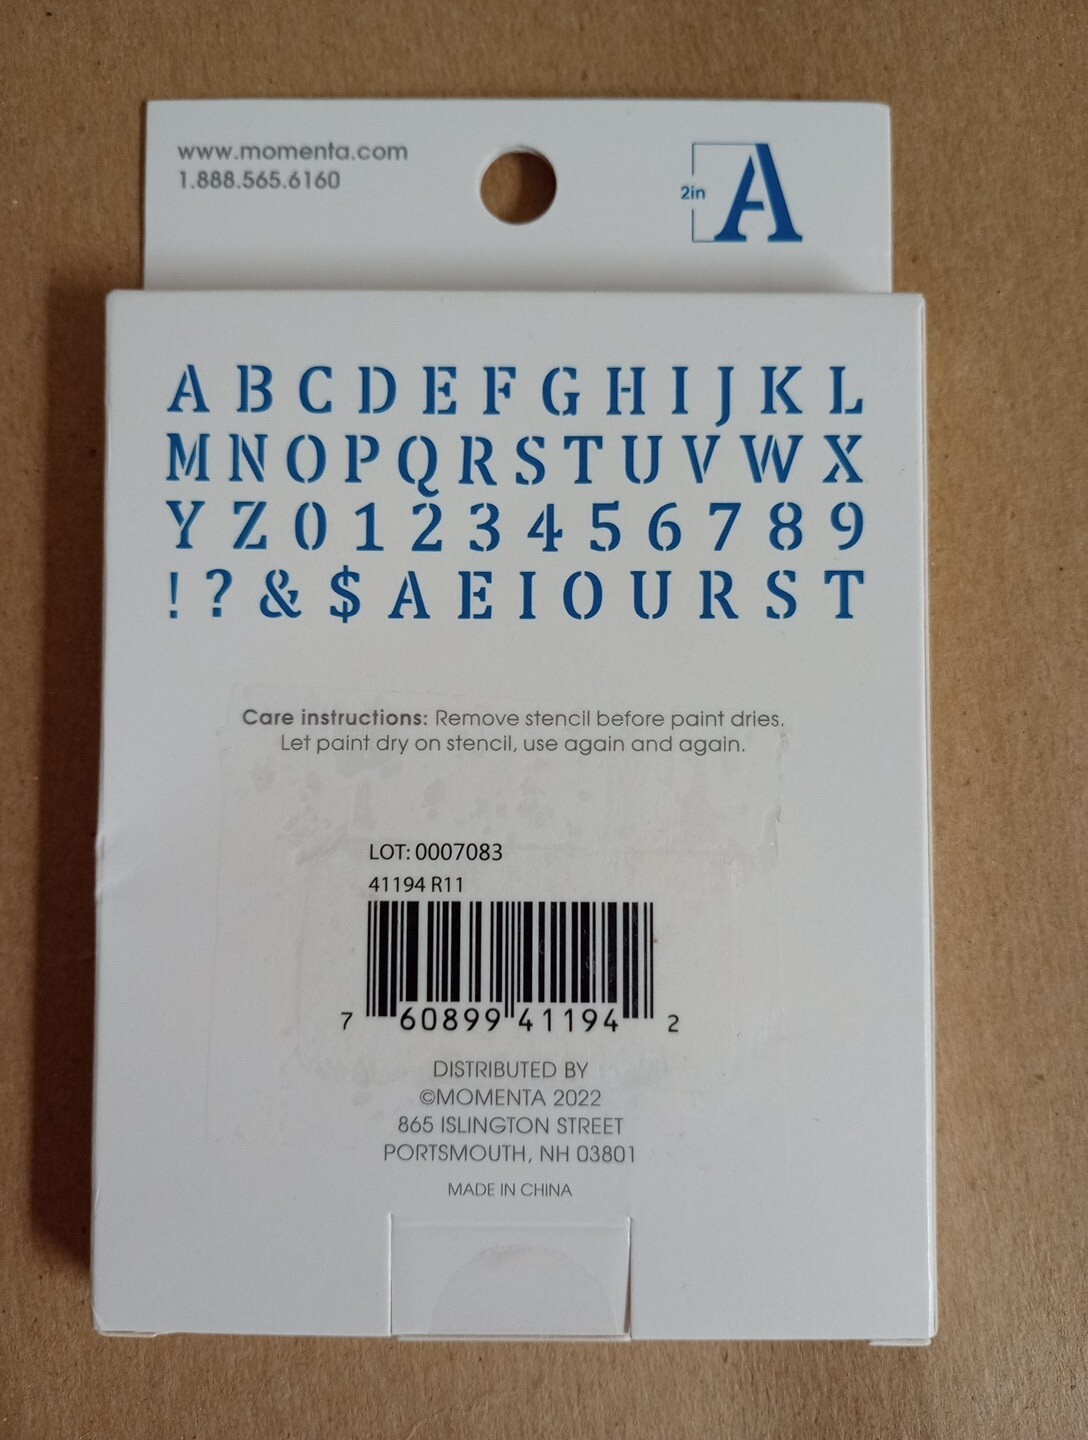 www.momenta.com
1.888.565.6160
2in A
A B C D E F G H I J K L
M N O P Q R S T U V W X
Y Z 0 1 2 3 4 5 6 7 8 9
! ? & $ A E I O U R S T
Care instructions: Remove stencil before paint dries.
Let paint dry on stencil, use again and again.
LOT: 0007083
41194 R11
7 60899 41194 2
DISTRIBUTED BY
©MOMENTA 2022
865 ISLINGTON STREET
PORTSMOUTH, NH 03801
MADE IN CHINA